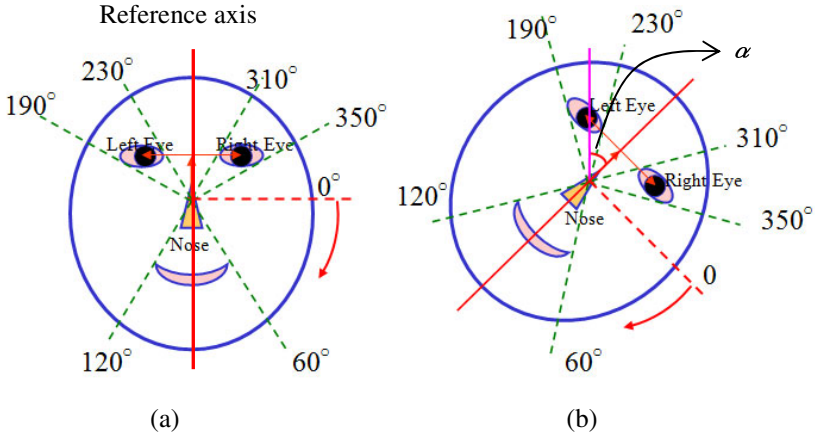 Reference axis
230°
310°
190°
350°
Left Eye
Right Eye
0°
Nose
120°
60°
(a)
190°
230°
α
Left Eye
310°
Right Eye
120°
Nose
350°
0
60°
(b)